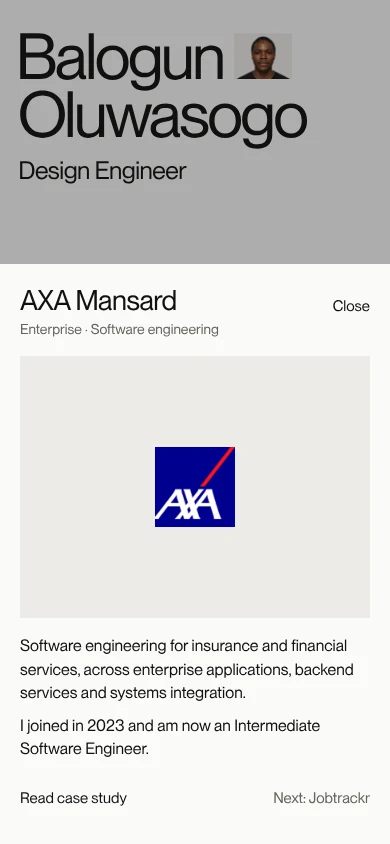 Balogun
Oluwasogo
Design Engineer
AXA Mansard
Close
Enterprise · Software engineering
AXA
Software engineering for insurance and financial
services, across enterprise applications, backend
services and systems integration.
I joined in 2023 and am now an Intermediate
Software Engineer.
Read case study
Next: Jobtrackr